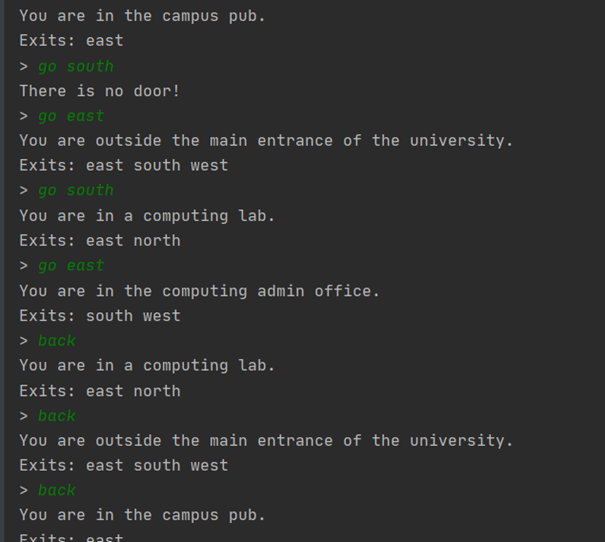 You are in the campus pub.
Exits: east
> go south
There is no door!
> go east
You are outside the main entrance of the university.
Exits: east south west
> go south
You are in a computing lab.
Exits: east north
> go east
You are in the computing admin office.
Exits: south west
> back
You are in a computing lab.
Exits: east north
> back
You are outside the main entrance of the university.
Exits: east south west
> back
You are in the campus pub.
Exits: east